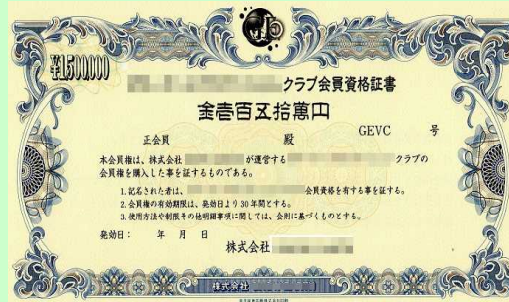 ¥1,500,000
クラブ会員資格証書
金壱百五拾萬円
正会員 殿 GEVC 号
本会員権は、株式会社 が運営する クラブの
会員権を購入した事を証するものである。
1.記名された者は、 会員資格を有する事を証する。
2.会員権の有効期限は、発効日より30年間とする。
3.使用方法や制限その他明細事項に関しては、会則に基づくものとする。
発効日: 年 月 日
株式会社
株式会社